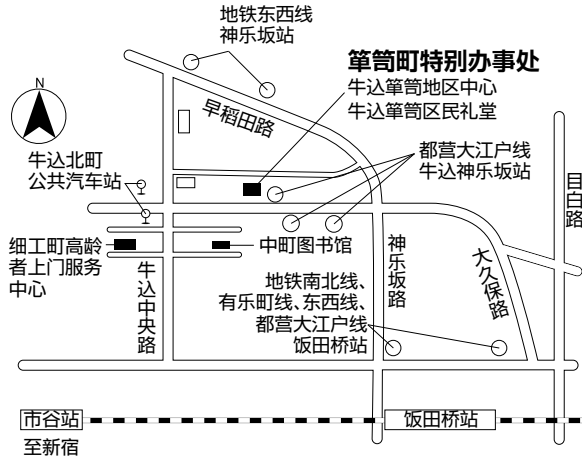 地铁东西线
神乐坂站
箪笥町特别办事处
牛込箪笥地区中心
牛込箪笥区民礼堂
N
早稻田路
都营大江户线
牛込神乐坂站
牛込北町
公共汽车站
目白路
细工町高龄
者上门服务
中心
中町图书馆
牛込中央路
神乐坂路
大久保路
地铁南北线、
有乐町线、东西线、
都营大江户线
饭田桥站
市谷站
饭田桥站
至新宿